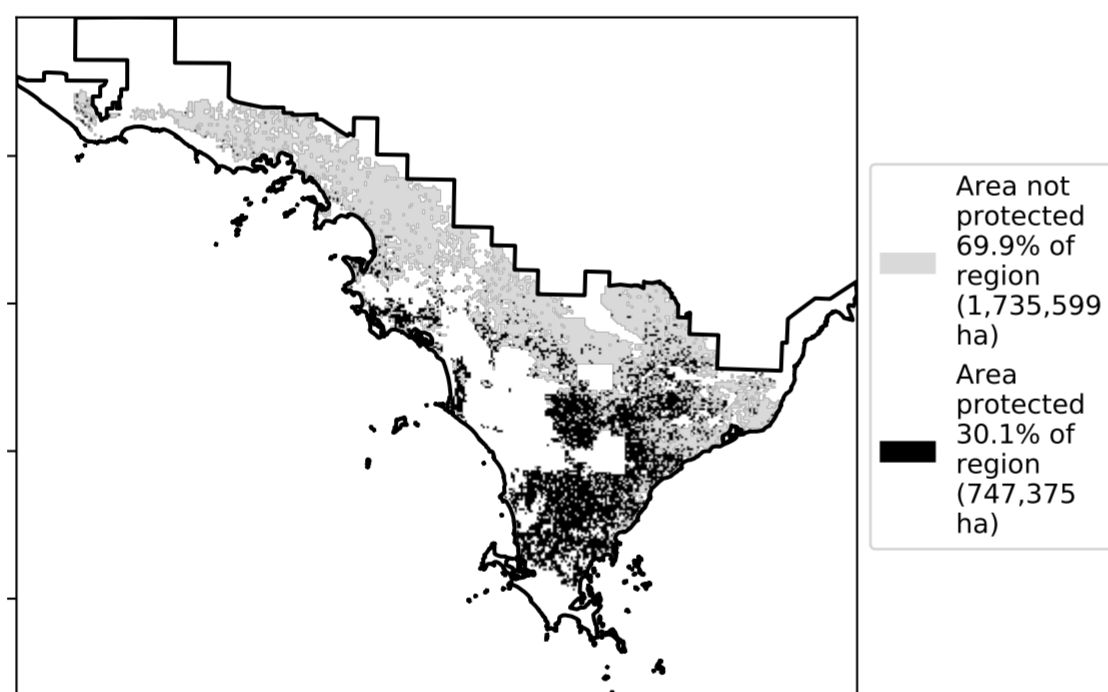 Area not
protected
69.9% of
region
(1,735,599
ha)
Area
protected
30.1% of
region
(747,375
ha)